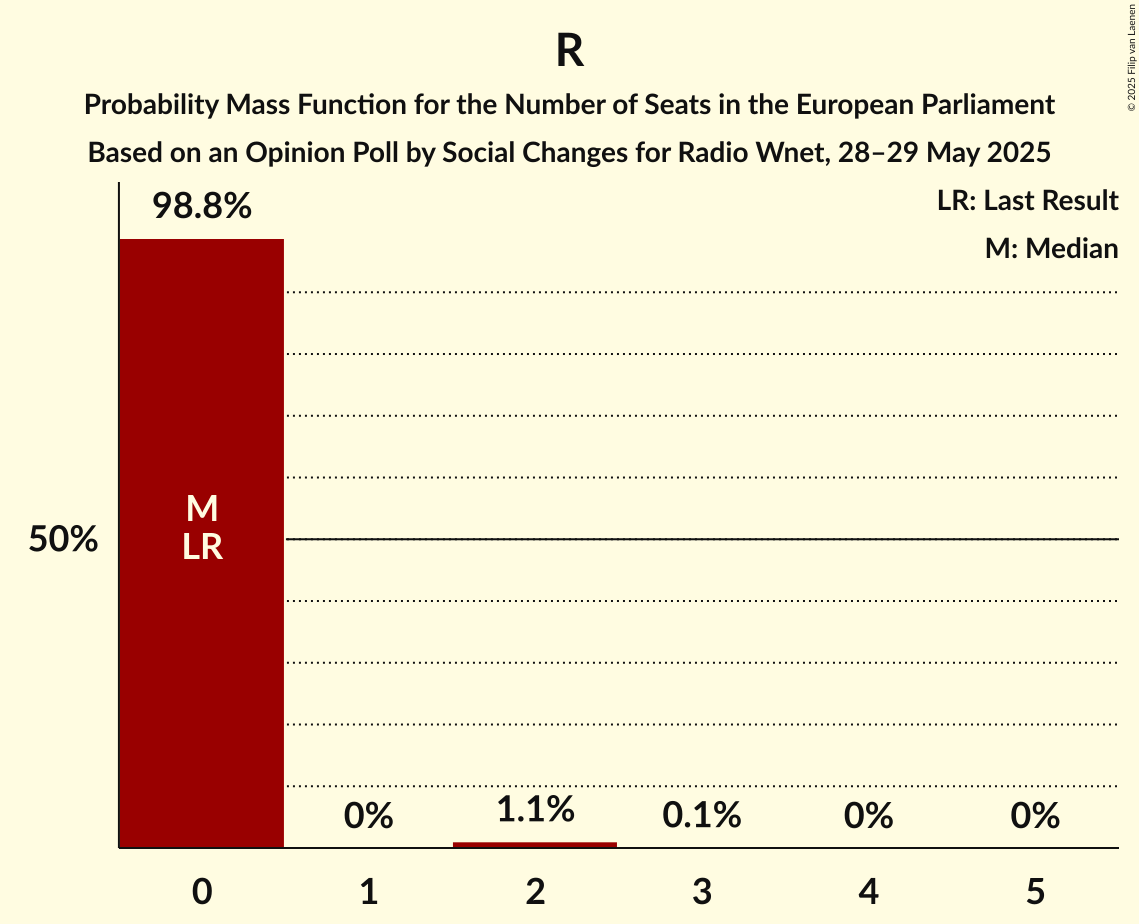 R
Probability Mass Function for the Number of Seats in the European Parliament
Based on an Opinion Poll by Social Changes for Radio Wnet, 28–29 May 2025
© 2025 Filip van Laenen
LR: Last Result
M: Median
98.8%
M
LR
50%
0%
1.1%
0.1%
0%
0%
0
1
2
3
4
5